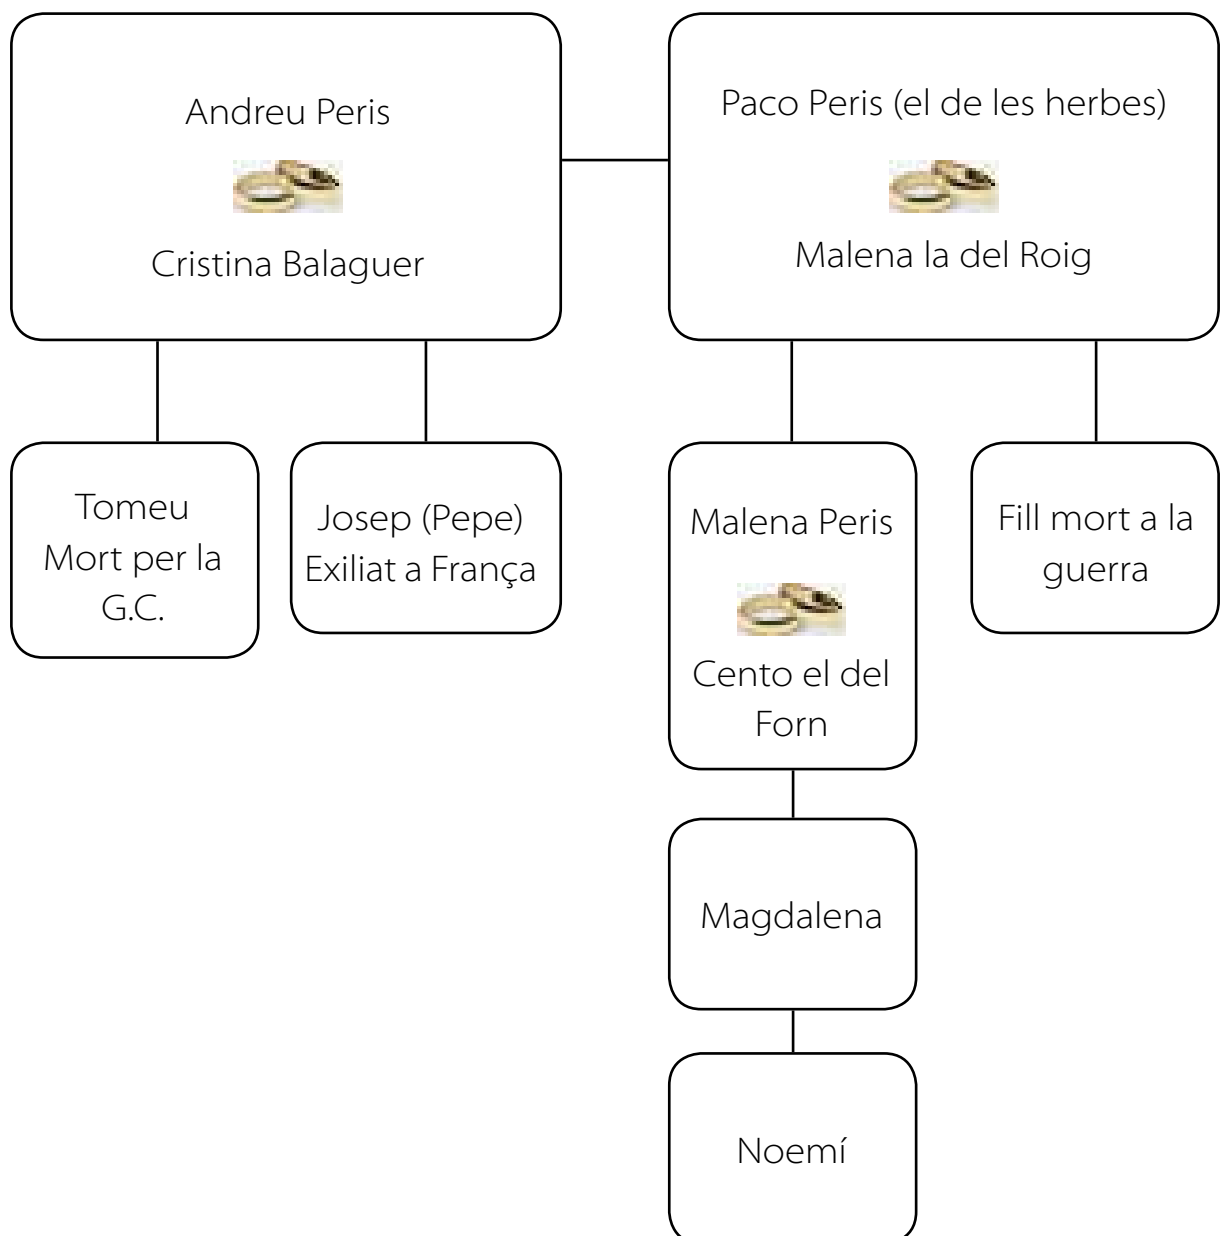 Andreu Peris
Cristina Balaguer
Paco Peris (el de les herbes)
Malena la del Roig
Tomeu
Mort per la
G.C.
Josep (Pepe)
Exiliat a França
Malena Peris
Cento el del
Forn
Fill mort a la
guerra
Magdalena
Noemí